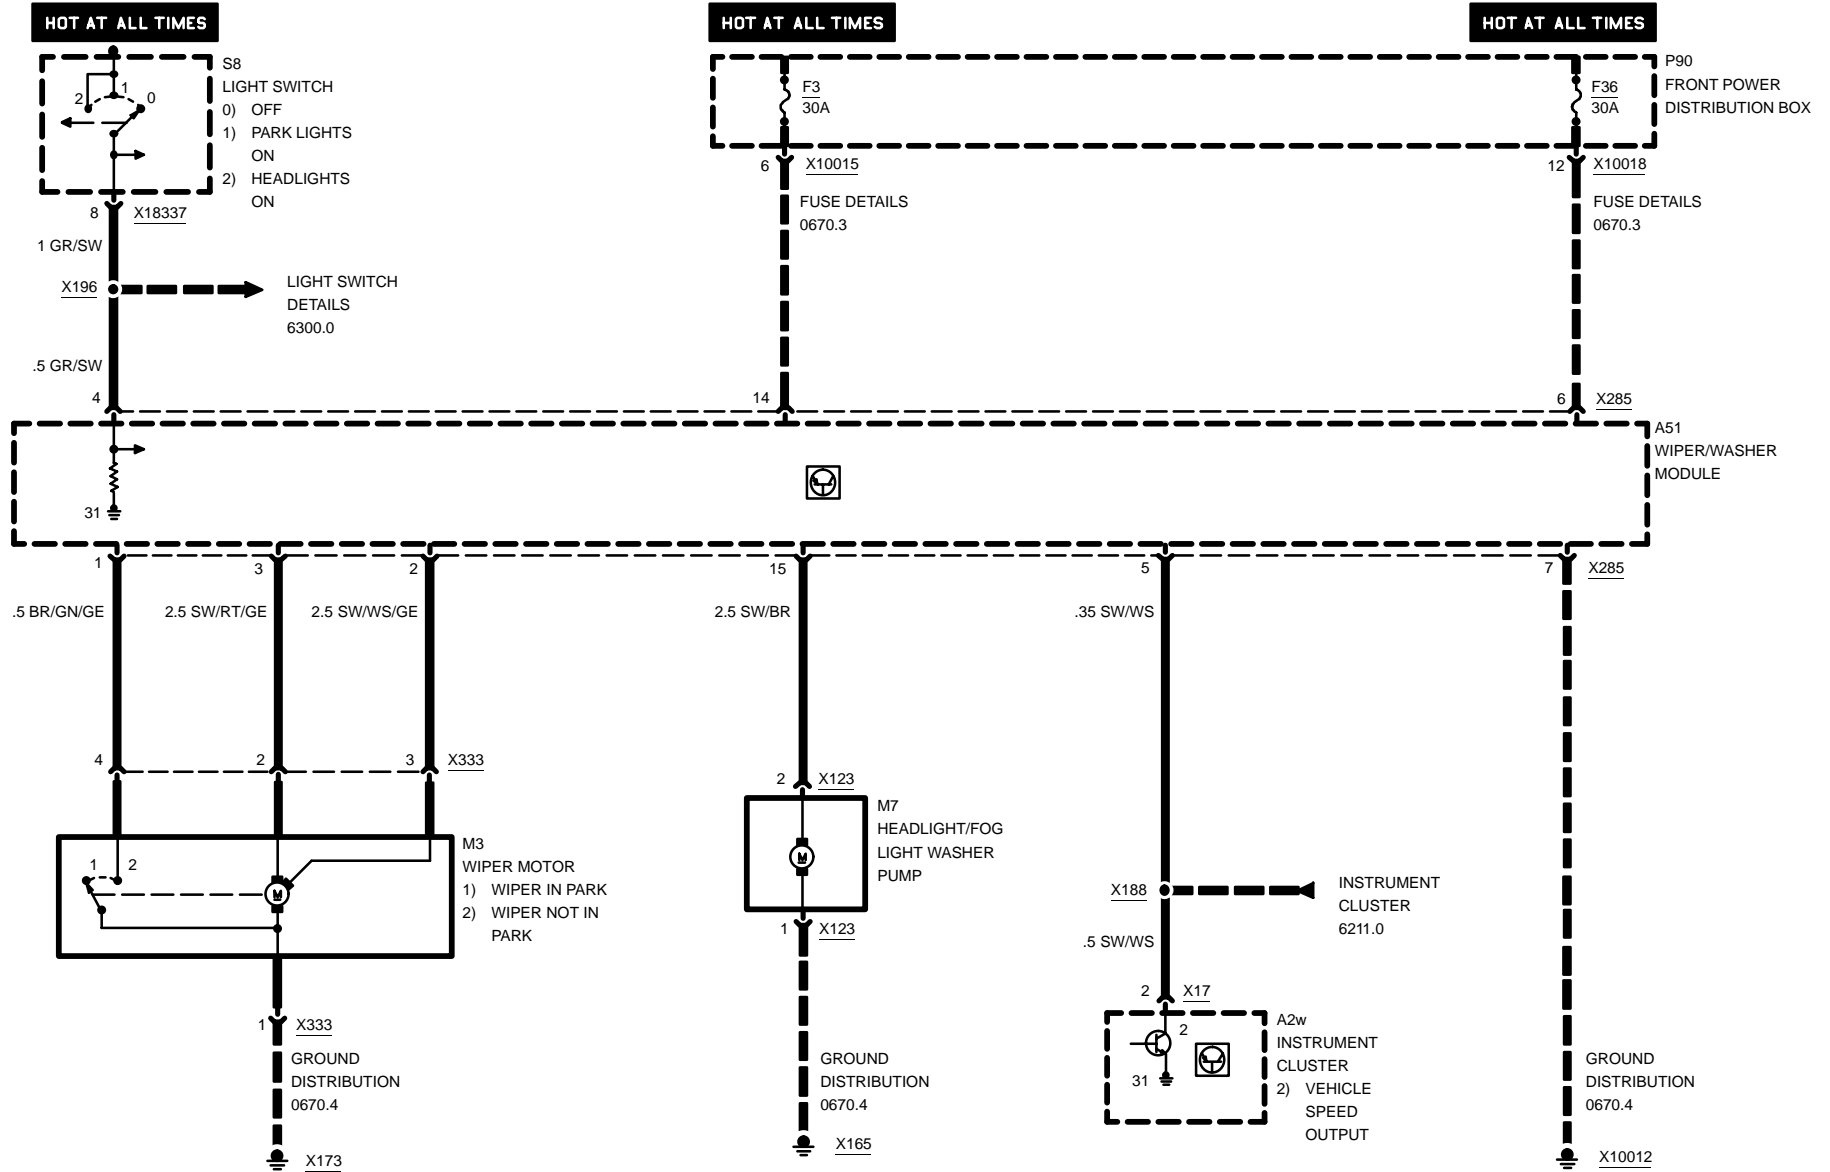 HOT AT ALL TIMES
HOT AT ALL TIMES
HOT AT ALL TIMES
S8
LIGHT SWITCH
0) OFF
1) PARK LIGHTS
ON
2) HEADLIGHTS
ON
2
1
0
F3
30A
F36
30A
P90
FRONT POWER
DISTRIBUTION BOX
8 X18337
6 X10015
12 X10018
FUSE DETAILS
0670.3
FUSE DETAILS
0670.3
1 GR/SW
X196
LIGHT SWITCH
DETAILS
6300.0
.5 GR/SW
4
14
6 X285
A51
WIPER/WASHER
MODULE
31
1
3
2
15
5
7 X285
.5 BR/GN/GE
2.5 SW/RT/GE
2.5 SW/WS/GE
2.5 SW/BR
.35 SW/WS
4
2
3 X333
2 X123
M3
WIPER MOTOR
1) WIPER IN PARK
2) WIPER NOT IN
PARK
1 2
M
M7
HEADLIGHT/FOG
LIGHT WASHER
PUMP
M
X188
INSTRUMENT
CLUSTER
6211.0
1 X123
.5 SW/WS
2 X17
A2w
INSTRUMENT
CLUSTER
2) VEHICLE
SPEED
OUTPUT
2
31
1 X333
GROUND
DISTRIBUTION
0670.4
GROUND
DISTRIBUTION
0670.4
GROUND
DISTRIBUTION
0670.4
X173
X165
X10012